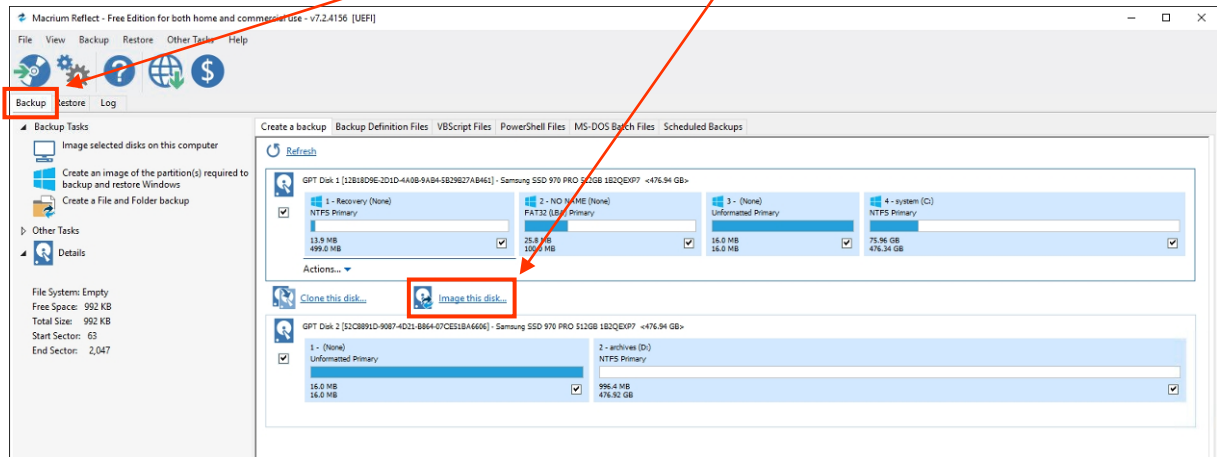 Macrium Reflect - Free Edition for both home and commercial use - v7.2.4156 [UEFI]
File View Backup Restore Other Tasks Help
Backup Restore Log
Backup Tasks
Image selected disks on this computer
Create an image of the partition(s) required to
backup and restore Windows
Create a File and Folder backup
Other Tasks
Details
File System: Empty
Free Space: 992 KB
Total Size: 992 KB
Start Sector: 63
End Sector: 2,047
Create a backup Backup Definition Files VBScript Files PowerShell Files MS-DOS Batch Files Scheduled Backups
Refresh
GPT Disk 1 [12B18D9E-2D1D-4A0B-9AB4-5B29B27AB461] - Samsung SSD 970 PRO 512GB 1B2QEXP7 <476.94 GB>
1 - Recovery (None)
NTFS Primary
13.9 MB
499.0 MB
2 - NO NAME (None)
FAT32 (LBA) Primary
25.8 MB
100.0 MB
3 - (None)
Unformatted Primary
16.0 MB
16.0 MB
4 - system (C:)
NTFS Primary
75.96 GB
476.34 GB
Actions...
Clone this disk... Image this disk...
GPT Disk 2 [52C8891D-9087-4D21-B864-07CE51BA6606] - Samsung SSD 970 PRO 512GB 1B2QEXP7 <476.94 GB>
1 - (None)
Unformatted Primary
16.0 MB
16.0 MB
2 - archives (D:)
NTFS Primary
996.4 MB
476.92 GB